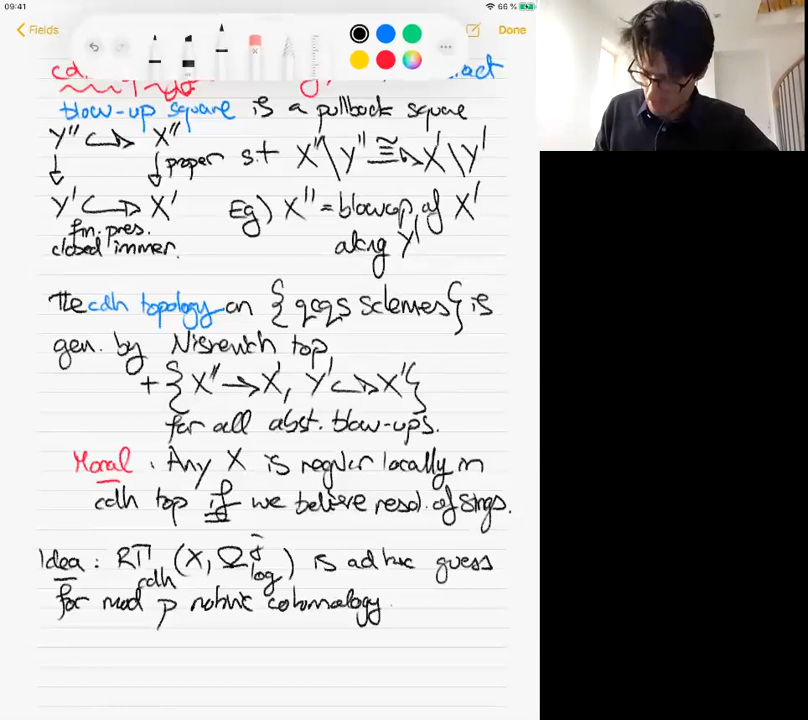 09:41
66 %
Fields
Done
act
blow-up square is a pullback square
Y'' ↪ X''
proper s.t X''\Y'' ≅→ X'\Y'
Y' ↪ X' Eg) X'' = blowup of X'
fin. pres.
closed immer. along Y'
The cdh topology on {qcqs schemes} is
gen. by Nisnevich top,
+ {X'' → X', Y' ↪ X'}
for all abst. blow-ups.
Moral : Any X is regular locally in
cdh top if we believe resol. of sings.
Idea : RΓ_cdh (X, Ω^j_log) is ad hoc guess
for mod p motivic cohomology.